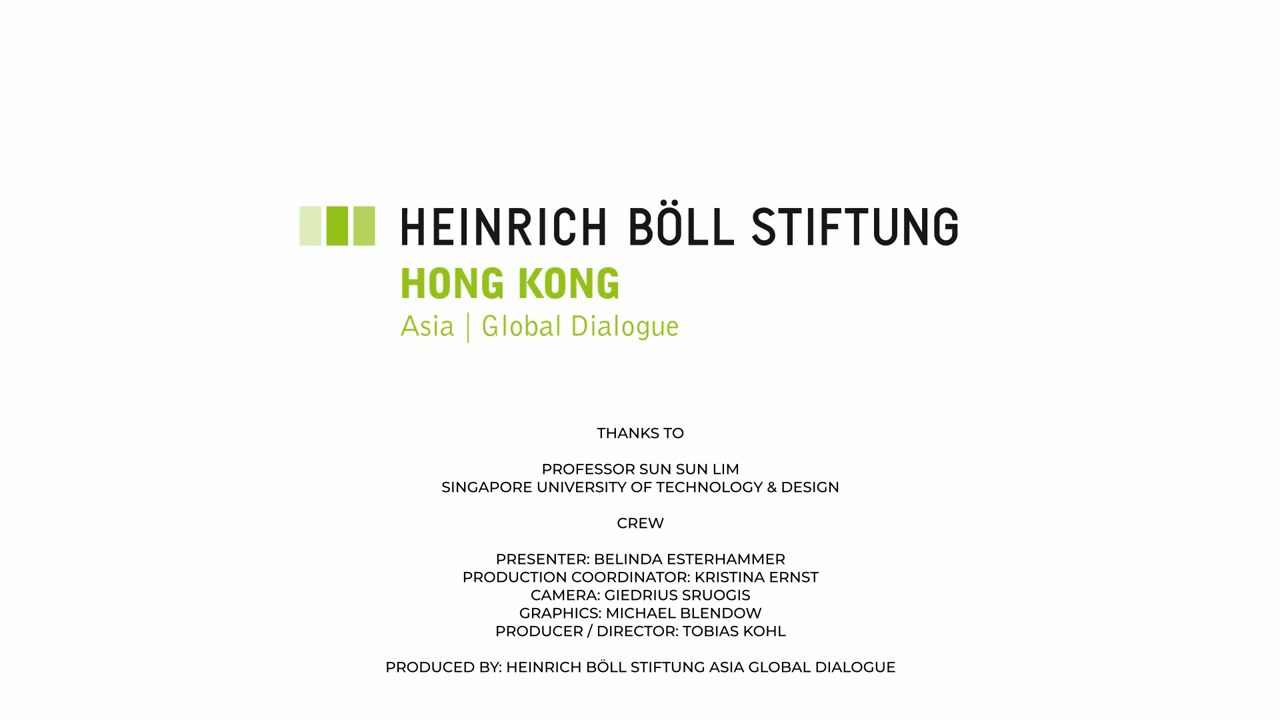 HEINRICH BÖLL STIFTUNG
HONG KONG
Asia | Global Dialogue
THANKS TO
PROFESSOR SUN SUN LIM
SINGAPORE UNIVERSITY OF TECHNOLOGY & DESIGN
CREW
PRESENTER: BELINDA ESTERHAMMER
PRODUCTION COORDINATOR: KRISTINA ERNST
CAMERA: GIEDRIUS SRUOGIS
GRAPHICS: MICHAEL BLENDOW
PRODUCER / DIRECTOR: TOBIAS KOHL
PRODUCED BY: HEINRICH BÖLL STIFTUNG ASIA GLOBAL DIALOGUE